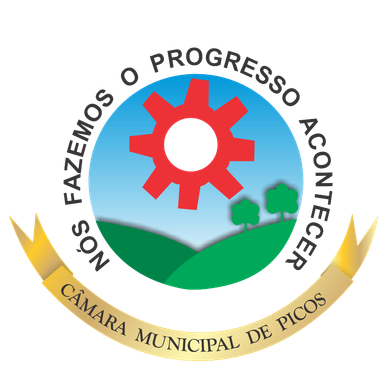 NÓS FAZEMOS O PROGRESSO ACONTECER
CÂMARA MUNICIPAL DE PICOS